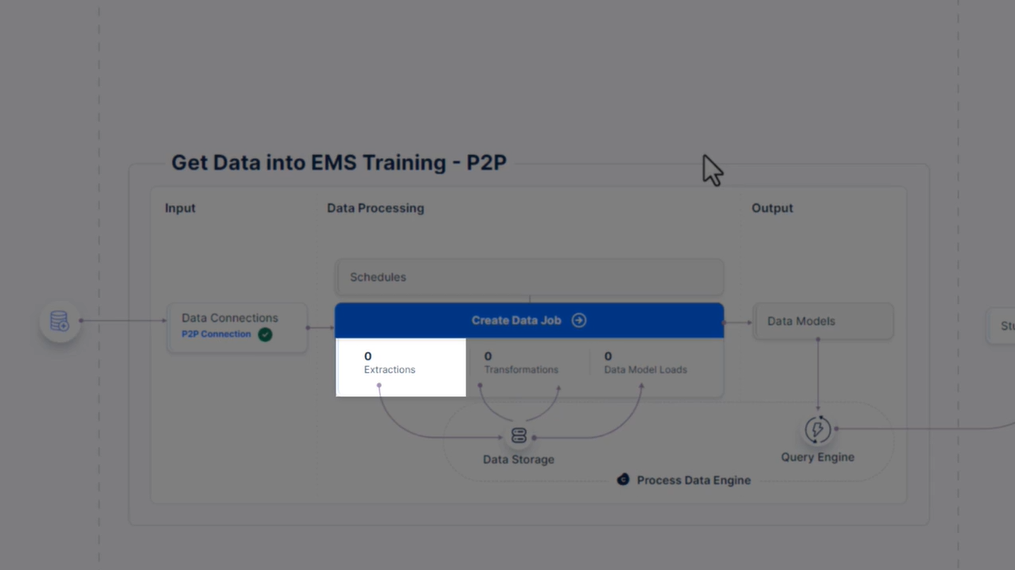 Get Data into EMS Training - P2P
Input
Data Processing
Output
Schedules
Data Connections
P2P Connection
Create Data Job
Data Models
0
Extractions
0
Transformations
0
Data Model Loads
Data Storage
Query Engine
Process Data Engine